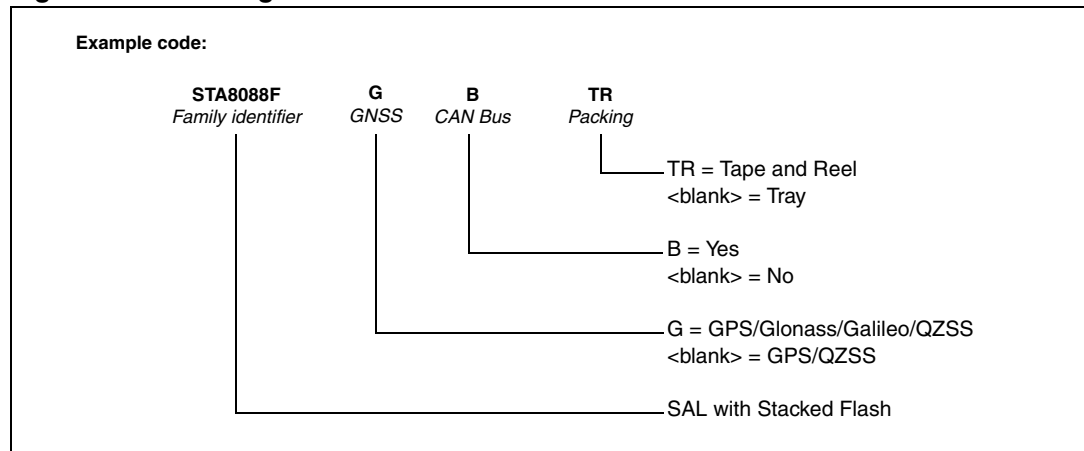 Example code:
STA8088F G B TR
Family identifier GNSS CAN Bus Packing
TR = Tape and Reel
<blank> = Tray
B = Yes
<blank> = No
G = GPS/Glonass/Galileo/QZSS
<blank> = GPS/QZSS
SAL with Stacked Flash